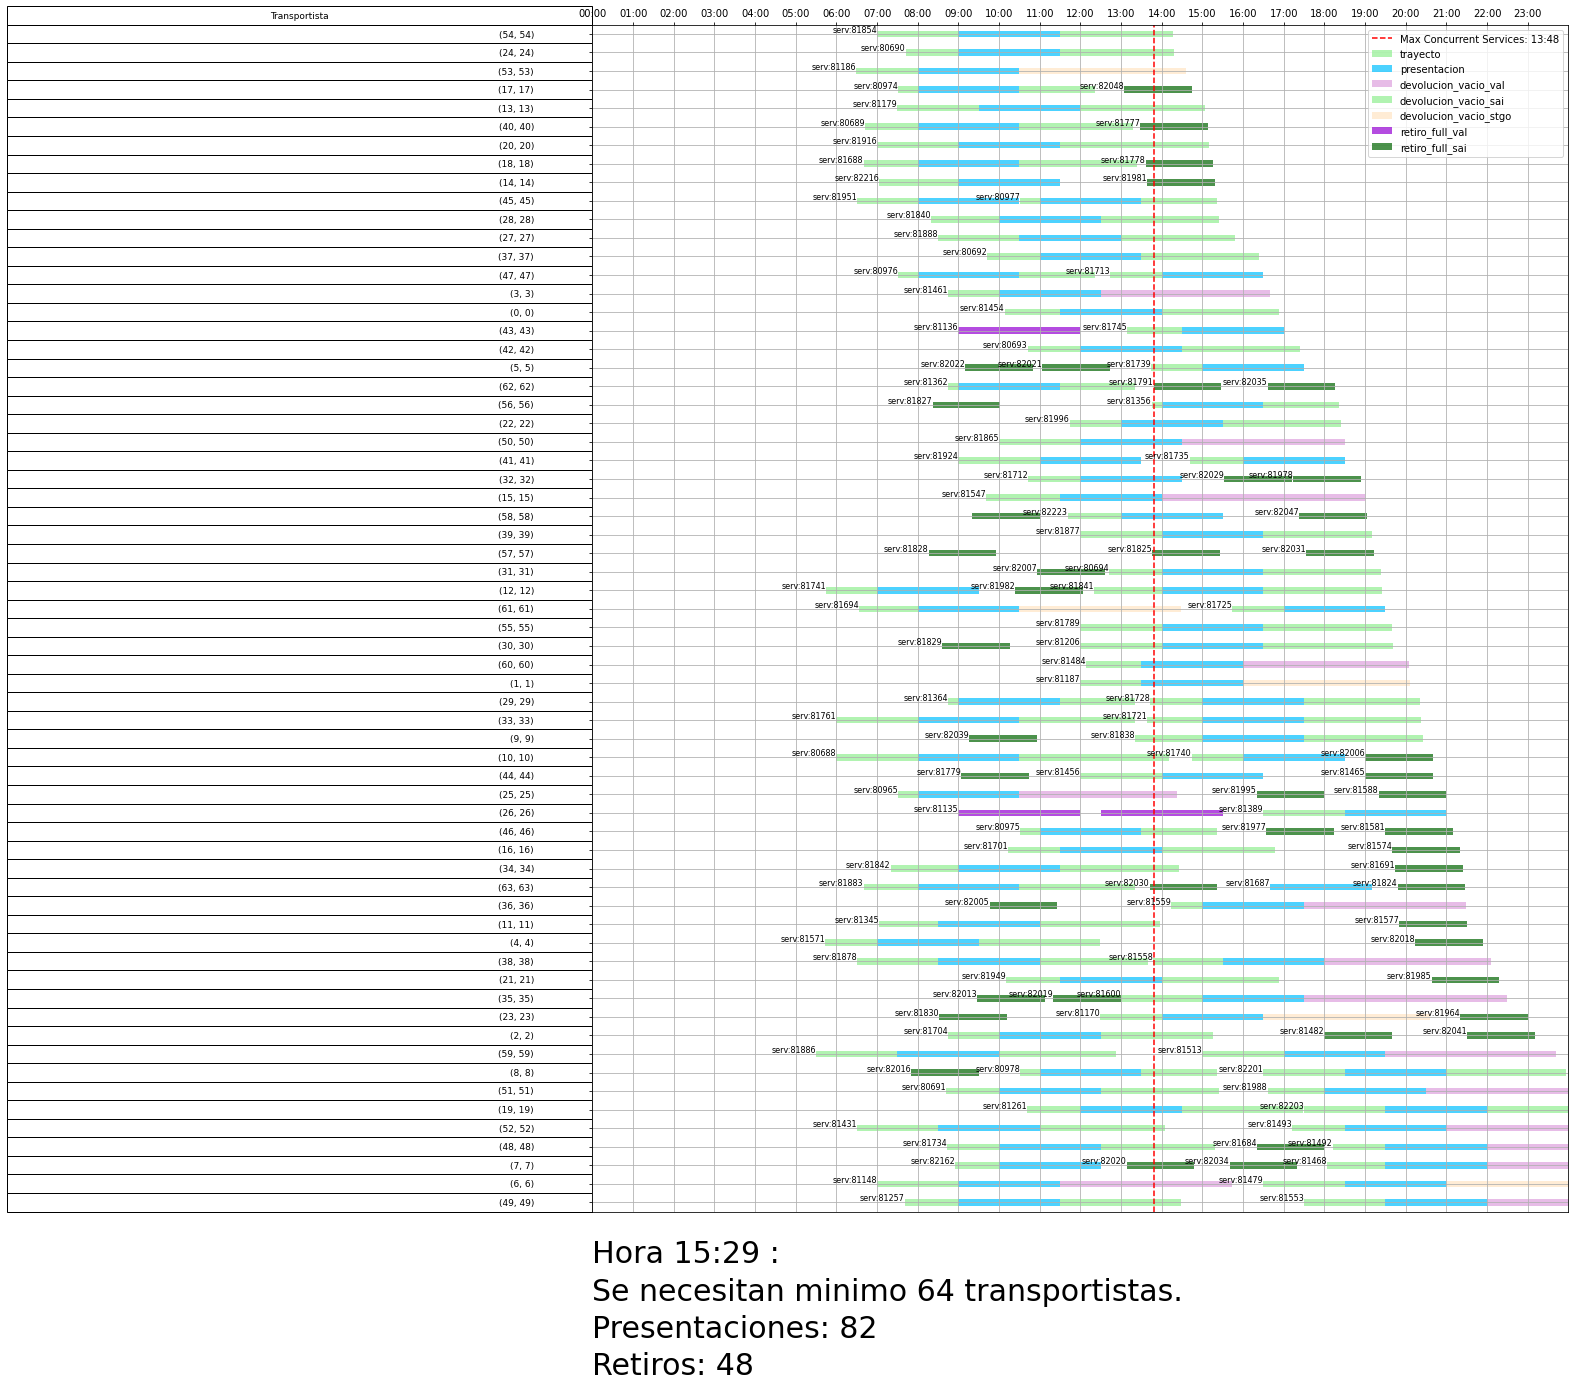 Transportista
00:00 01:00 02:00 03:00 04:00 05:00 06:00 07:00 08:00 09:00 10:00 11:00 12:00 13:00 14:00 15:00 16:00 17:00 18:00 19:00 20:00 21:00 22:00 23:00
Max Concurrent Services: 13:48
trayecto
presentacion
devolucion_vacio_val
devolucion_vacio_sai
devolucion_vacio_stgo
retiro_full_val
retiro_full_sai
(54, 54) serv:81854
(24, 24) serv:80690
(53, 53) serv:81186
(17, 17) serv:80974 serv:82048
(13, 13) serv:81179
(40, 40) serv:80689 serv:81777
(20, 20) serv:81916
(18, 18) serv:81688 serv:81778
(14, 14) serv:82216 serv:81981
(45, 45) serv:81951 serv:80977
(28, 28) serv:81840
(27, 27) serv:81888
(37, 37) serv:80692
(47, 47) serv:80976 serv:81713
(3, 3) serv:81461
(0, 0) serv:81454
(43, 43) serv:81136 serv:81745
(42, 42) serv:80693
(5, 5) serv:82022 serv:82021 serv:81739
(62, 62) serv:81362 serv:81791 serv:82035
(56, 56) serv:81827 serv:81356
(22, 22) serv:81996
(50, 50) serv:81865
(41, 41) serv:81924 serv:81735
(32, 32) serv:81712 serv:82029 serv:81978
(15, 15) serv:81547
(58, 58) serv:82223 serv:82047
(39, 39) serv:81877
(57, 57) serv:81828 serv:81825 serv:82031
(31, 31) serv:82007 serv:80694
(12, 12) serv:81741 serv:81982 serv:81841
(61, 61) serv:81694 serv:81725
(55, 55) serv:81789
(30, 30) serv:81829 serv:81206
(60, 60) serv:81484
(1, 1) serv:81187
(29, 29) serv:81364 serv:81728
(33, 33) serv:81761 serv:81721
(9, 9) serv:82039 serv:81838
(10, 10) serv:80688 serv:81740 serv:82006
(44, 44) serv:81779 serv:81456 serv:81465
(25, 25) serv:80965 serv:81995 serv:81588
(26, 26) serv:81135 serv:81389
(46, 46) serv:80975 serv:81977 serv:81581
(16, 16) serv:81701 serv:81574
(34, 34) serv:81842 serv:81691
(63, 63) serv:81883 serv:82030 serv:81687 serv:81824
(36, 36) serv:82005 serv:81559
(11, 11) serv:81345 serv:81577
(4, 4) serv:81571 serv:82018
(38, 38) serv:81878 serv:81558
(21, 21) serv:81949 serv:81985
(35, 35) serv:82013 serv:82019 serv:81600
(23, 23) serv:81830 serv:81170 serv:81964
(2, 2) serv:81704 serv:81482 serv:82041
(59, 59) serv:81886 serv:81513
(8, 8) serv:82016 serv:80978 serv:82201
(51, 51) serv:80691 serv:81988
(19, 19) serv:81261 serv:82203
(52, 52) serv:81431 serv:81493
(48, 48) serv:81734 serv:81684 serv:81492
(7, 7) serv:82162 serv:82020 serv:82034 serv:81468
(6, 6) serv:81148 serv:81479
(49, 49) serv:81257 serv:81553
Hora 15:29 :
Se necesitan minimo 64 transportistas.
Presentaciones: 82
Retiros: 48